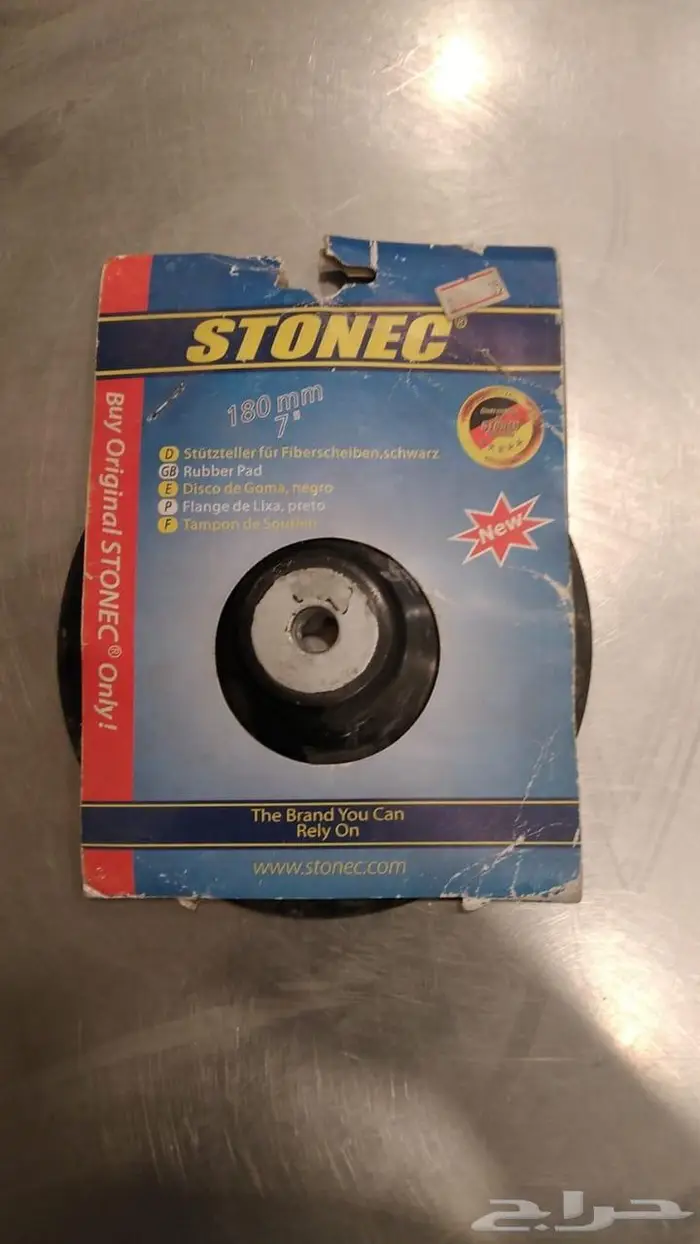 STONEC®
180 mm
7"
D Stützteller für Fiberscheiben,schwarz
GB Rubber Pad
E Disco de Goma, negro
P Flange de Lixa, preto
F Tampon de Soutien
New
Buy Original STONEC® Only!
The Brand You Can
Rely On
www.stonec.com
حراج